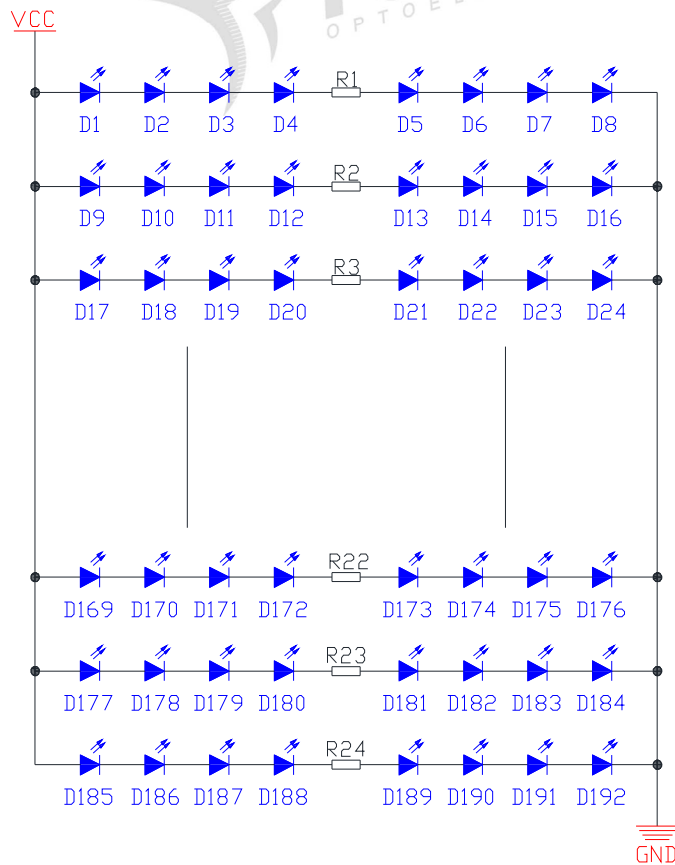 OPTOE
VCC
R1
D1 D2 D3 D4 D5 D6 D7 D8
R2
D9 D10 D11 D12 D13 D14 D15 D16
R3
D17 D18 D19 D20 D21 D22 D23 D24
R22
D169 D170 D171 D172 D173 D174 D175 D176
R23
D177 D178 D179 D180 D181 D182 D183 D184
R24
D185 D186 D187 D188 D189 D190 D191 D192
GND